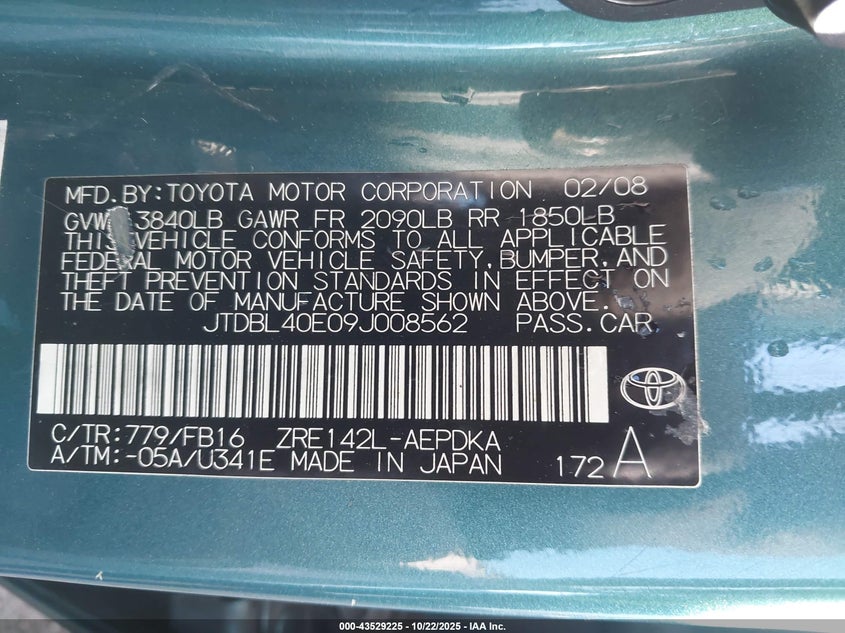 MFD.BY:TOYOTA MOTOR CORPORATION 02/08
GVW 3840LB GAWR FR 2090LB RR 1850LB
THIS VEHICLE CONFORMS TO ALL APPLICABLE
FEDERAL MOTOR VEHICLE SAFETY,BUMPER,AND
THEFT PREVENTION STANDARDS IN EFFECT ON
THE DATE OF MANUFACTURE SHOWN ABOVE.
JTDBL40E09J008562 PASS.CAR
C/TR:779/FB16 ZRE142L-AEPDKA
A/TM:-05A/U341E MADE IN JAPAN 172 A
000-43529225 - 10/22/2025 - IAA Inc.